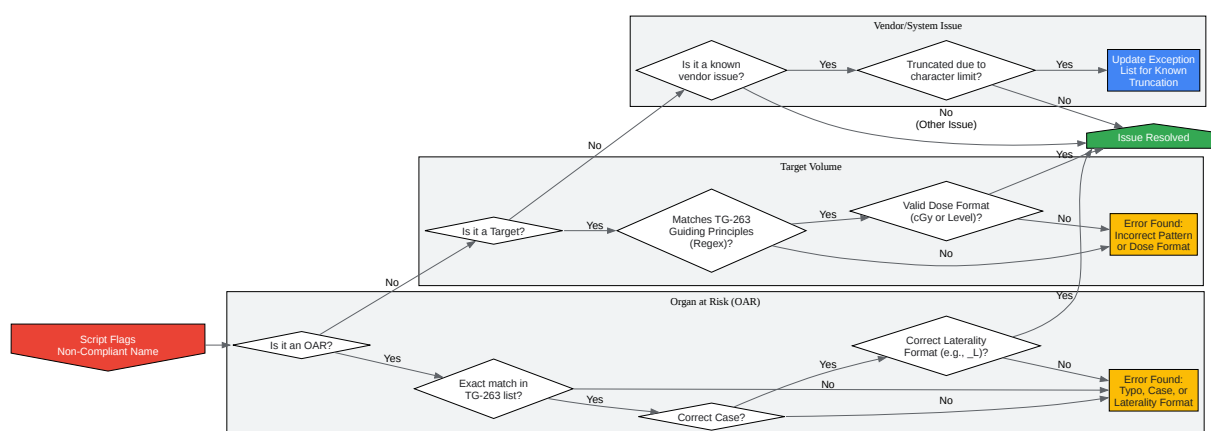 Vendor/System Issue
Is it a known
vendor issue?
Yes
Truncated due to
character limit?
Yes
Update Exception
List for Known
Truncation
No
No
(Other Issue)
Issue Resolved
No
Target Volume
Is it a Target?
Yes
Matches TG-263
Guiding Principles
(Regex)?
Yes
Valid Dose Format
(cGy or Level)?
Yes
No
No
Error Found:
Incorrect Pattern
or Dose Format
No
Organ at Risk (OAR)
Script Flags
Non-Compliant Name
Is it an OAR?
Yes
Exact match in
TG-263 list?
Yes
No
Correct Case?
Yes
No
Correct Laterality
Format (e.g., _L)?
Yes
No
Error Found:
Typo, Case, or
Laterality Format